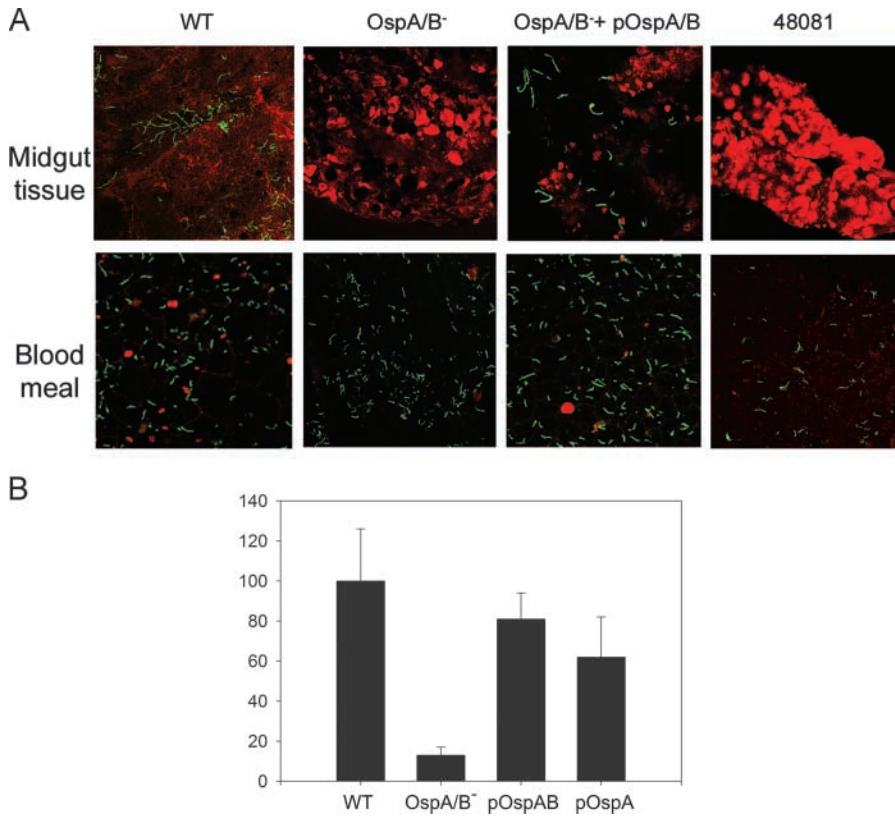 A
WT OspA/B⁻ OspA/B⁻+ pOspA/B 48081
Midgut
tissue
Blood
meal
B
140
120
100
80
60
40
20
0
WT OspA/B⁻ pOspAB pOspA